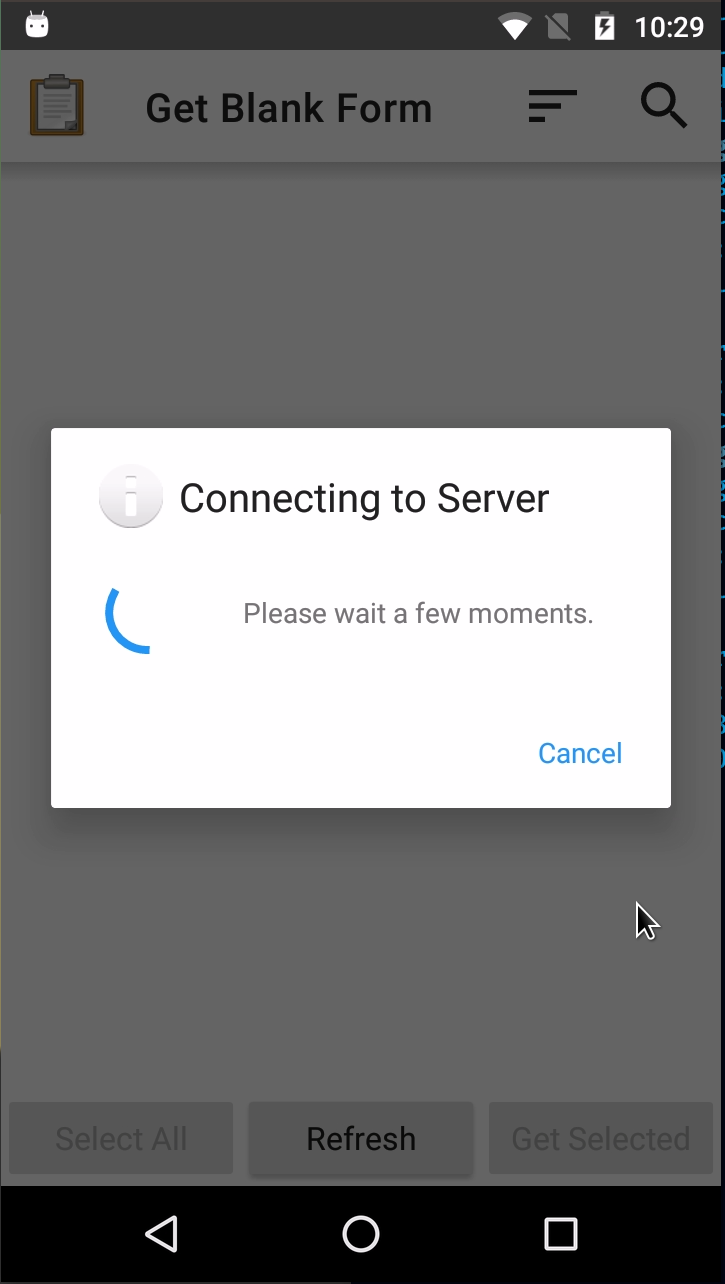 10:29
Get Blank Form
Connecting to Server
Please wait a few moments.
Cancel
Select All
Refresh
Get Selected